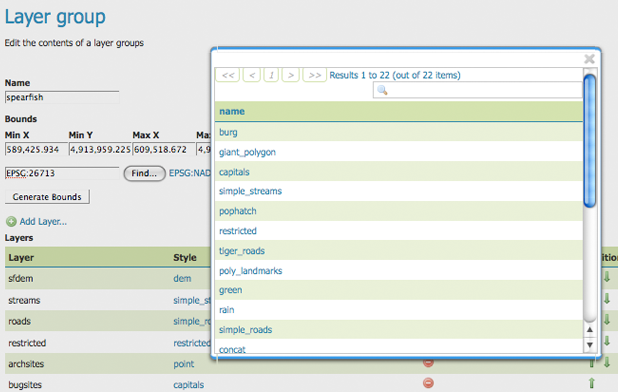 Layer group
Edit the contents of a layer groups
Name
spearfish
Bounds
Min X Min Y Max X Ma
589,425.934 4,913,959.225 609,518.672 4,9
EPSG:26713 Find... EPSG:NAD
Generate Bounds
Add Layer...
Layers
Layer Style ition
sfdem dem
streams simple_st
roads simple_ro
restricted restricted
archsites point
bugsites capitals
<< < 1 > >> Results 1 to 22 (out of 22 items)
name
burg
giant_polygon
capitals
simple_streams
pophatch
restricted
tiger_roads
poly_landmarks
green
rain
simple_roads
concat